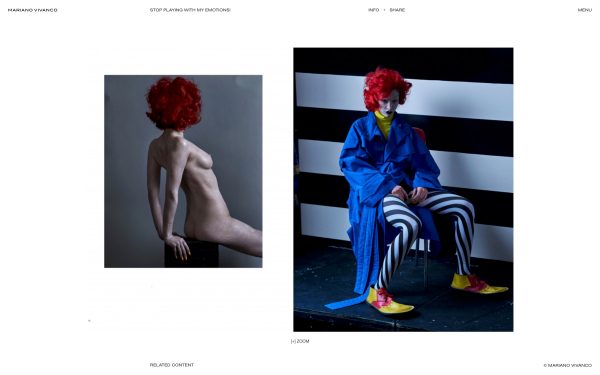 MARIANO VIVANCO
STOP PLAYING WITH MY EMOTIONS!
INFO + SHARE
MENU
[+] ZOOM
RELATED CONTENT
© MARIANO VIVANCO